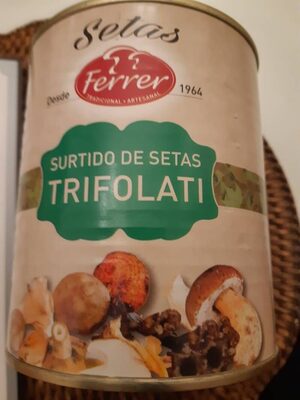 Setas
Ferrer
TRADICIONAL • ARTESANAL
Desde 1964
SURTIDO DE SETAS
TRIFOLATI